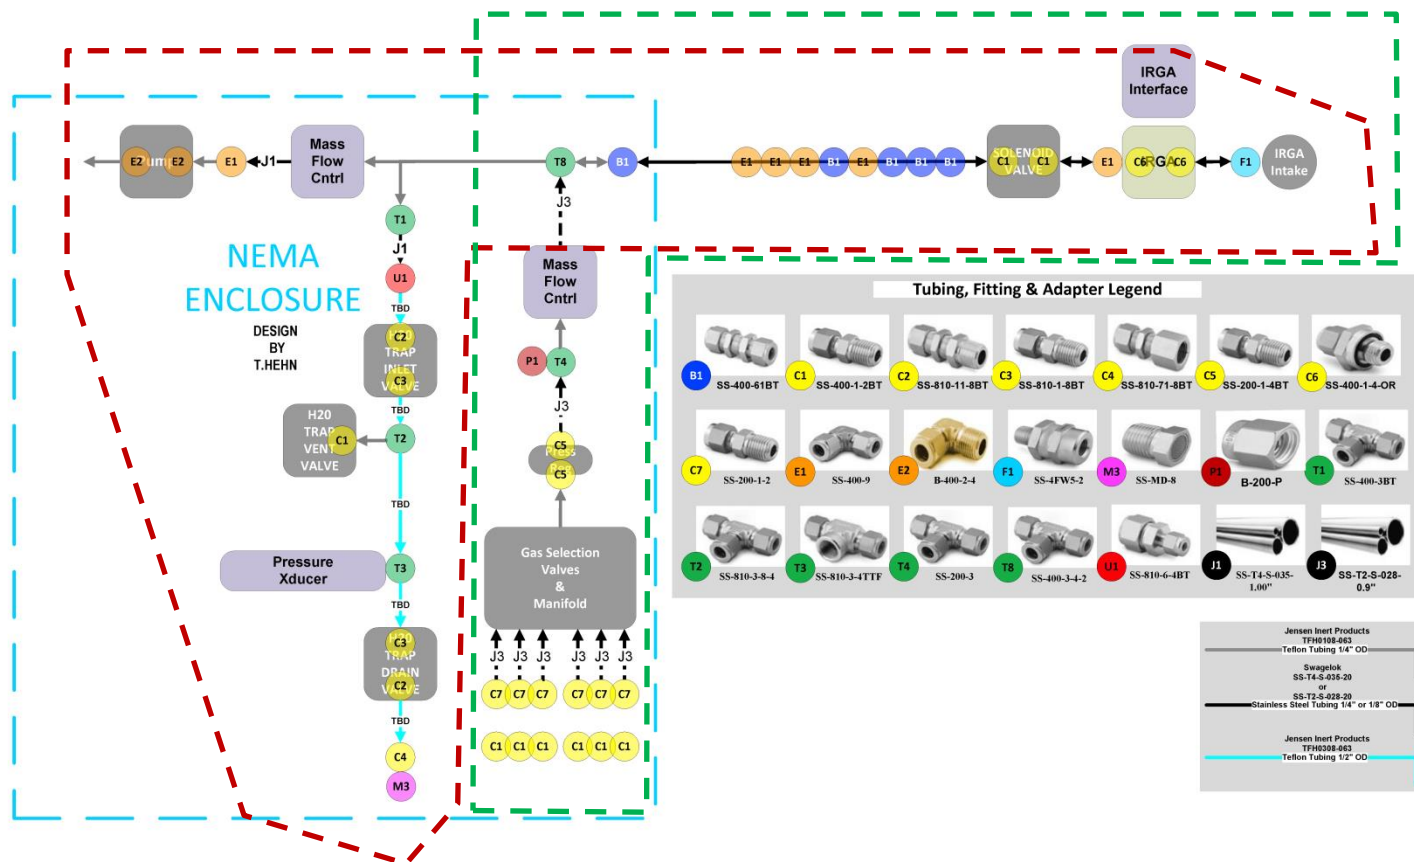 IRGA
Interface
E2
Pump
E2
E1
J1
Mass
Flow
Cntrl
T8
B1
E1
E1
E1
B1
E1
B1
B1
B1
C1
SOLENOID
VALVE
C1
E1
C6
IRGA
C6
F1
IRGA
Intake
J3
T1
J1
U1
TBD
NEMA
ENCLOSURE
DESIGN
BY
T.HEHN
C2
H20
TRAP
INLET
VALVE
C3
TBD
H20
TRAP
VENT
VALVE
C1
T2
TBD
Pressure
Xducer
T3
TBD
C3
H20
TRAP
DRAIN
VALVE
C2
TBD
C4
M3
Mass
Flow
Cntrl
P1
T4
J3
C5
Press
Reg
C5
Gas Selection
Valves
&
Manifold
J3 J3 J3 J3 J3 J3
C7 C7 C7 C7 C7 C7
C1 C1 C1 C1 C1 C1
Tubing, Fitting & Adapter Legend
B1 SS-400-61BT
C1 SS-400-1-2BT
C2 SS-810-11-8BT
C3 SS-810-1-8BT
C4 SS-810-71-8BT
C5 SS-200-1-4BT
C6 SS-400-1-4-OR
C7 SS-200-1-2
E1 SS-400-9
E2 B-400-2-4
F1 SS-4FW5-2
M3 SS-MD-8
P1 B-200-P
T1 SS-400-3BT
T2 SS-810-3-8-4
T3 SS-810-3-4TTF
T4 SS-200-3
T8 SS-400-3-4-2
U1 SS-810-6-4BT
J1 SS-T4-S-035-
1.00"
J3 SS-T2-S-028-
0.9"
Jensen Inert Products
TFH0108-063
Teflon Tubing 1/4" OD
Swagelok
SS-T4-S-035-20
or
SS-T2-S-028-20
Stainless Steel Tubing 1/4" or 1/8" OD
Jensen Inert Products
TFH0308-063
Teflon Tubing 1/2" OD